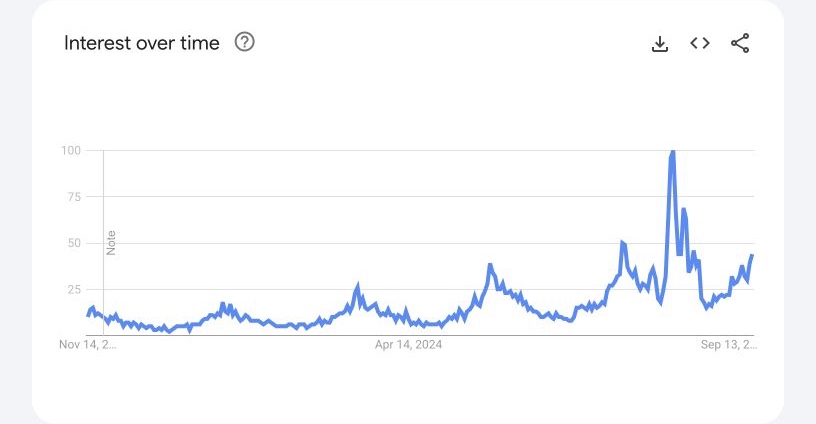 Interest over time
100
75
50
25
Note
Nov 14, 2...
Apr 14, 2024
Sep 13, 2...